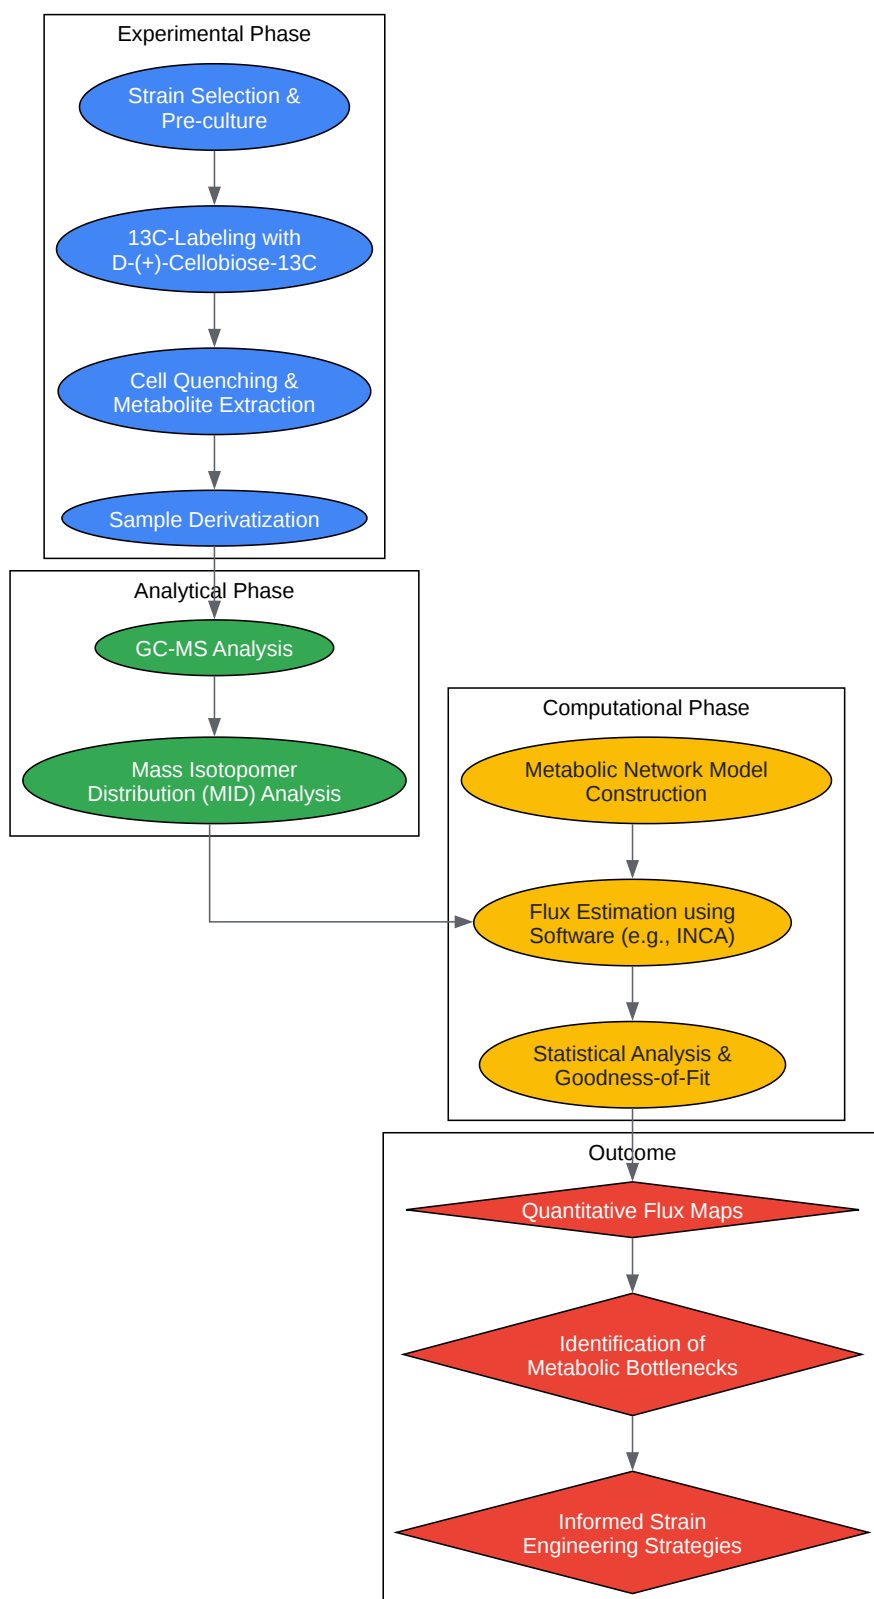 Experimental Phase
Strain Selection &
Pre-culture
13C-Labeling with
D-(+)-Cellobiose-13C
Cell Quenching &
Metabolite Extraction
Sample Derivatization
Analytical Phase
GC-MS Analysis
Mass Isotopomer
Distribution (MID) Analysis
Computational Phase
Metabolic Network Model
Construction
Flux Estimation using
Software (e.g., INCA)
Statistical Analysis &
Goodness-of-Fit
Outcome
Quantitative Flux Maps
Identification of
Metabolic Bottlenecks
Informed Strain
Engineering Strategies